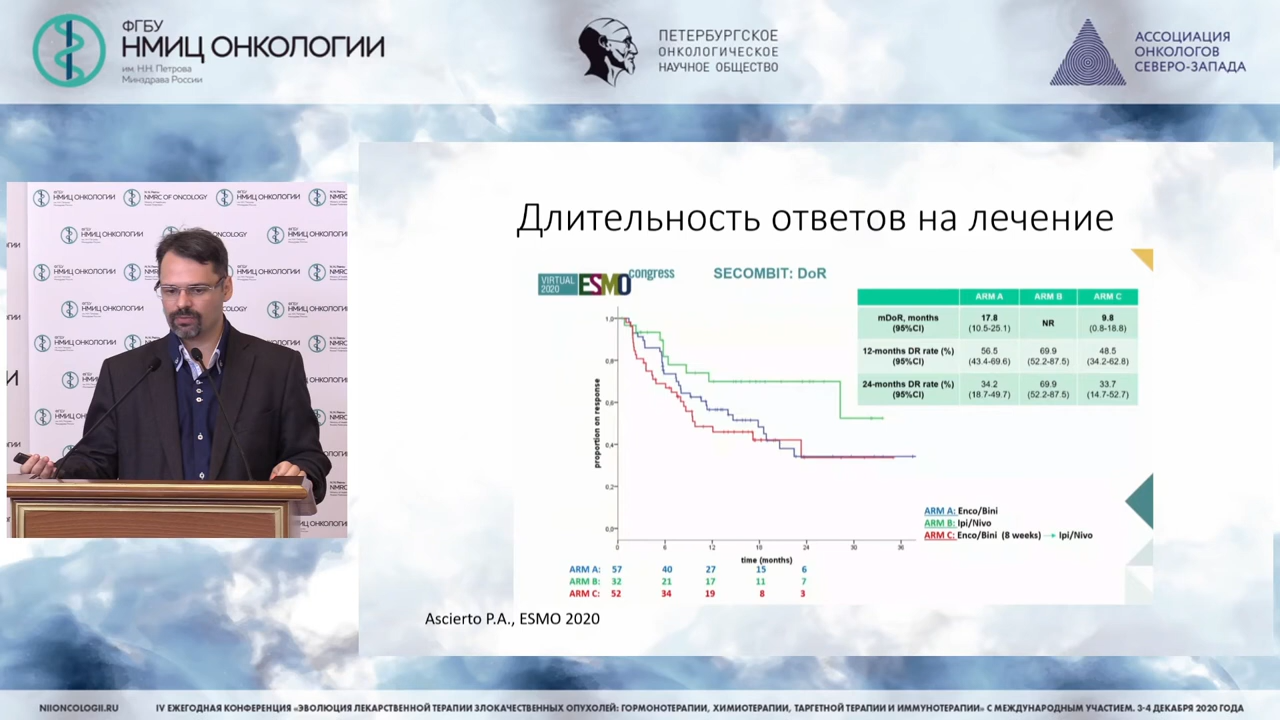 ФГБУ
НМИЦ ОНКОЛОГИИ
им. Н.Н. Петрова
Минздрава России
ПЕТЕРБУРГСКОЕ
ОНКОЛОГИЧЕСКОЕ
НАУЧНОЕ ОБЩЕСТВО
АССОЦИАЦИЯ
ОНКОЛОГОВ
СЕВЕРО-ЗАПАДА
НМИЦ ОНКОЛОГИИ
NMRC OF ONCOLOGY
НМИЦ ОНКОЛОГИИ
Длительность ответов на лечение
VIRTUAL
2020
ESMO congress
SECOMBIT: DoR
ARM A ARM B ARM C
mDoR, months
(95%CI)
17.8
(10.5-25.1)
NR
9.8
(0.8-18.8)
12-months DR rate (%)
(95%CI)
56.5
(43.4-69.6)
69.9
(52.2-87.5)
48.5
(34.2-62.8)
24-months DR rate (%)
(95%CI)
34.2
(18.7-49.7)
69.9
(52.2-87.5)
33.7
(14.7-52.7)
proportion on response
1,0
0,8
0,6
0,4
0,2
0,0
0 6 12 18 24 30 36
time (months)
ARM A: Enco/Bini
ARM B: Ipi/Nivo
ARM C: Enco/Bini (8 weeks) → Ipi/Nivo
ARM A: 57 40 27 15 6
ARM B: 32 21 17 11 7
ARM C: 52 34 19 8 3
Ascierto P.A., ESMO 2020
NIIONCOLOGII.RU
IV ЕЖЕГОДНАЯ КОНФЕРЕНЦИЯ «ЭВОЛЮЦИЯ ЛЕКАРСТВЕННОЙ ТЕРАПИИ ЗЛОКАЧЕСТВЕННЫХ ОПУХОЛЕЙ: ГОРМОНОТЕРАПИИ, ХИМИОТЕРАПИИ, ТАРГЕТНОЙ ТЕРАПИИ И ИММУНОТЕРАПИИ» С МЕЖДУНАРОДНЫМ УЧАСТИЕМ. 3-4 ДЕКАБРЯ 2020 ГОДА